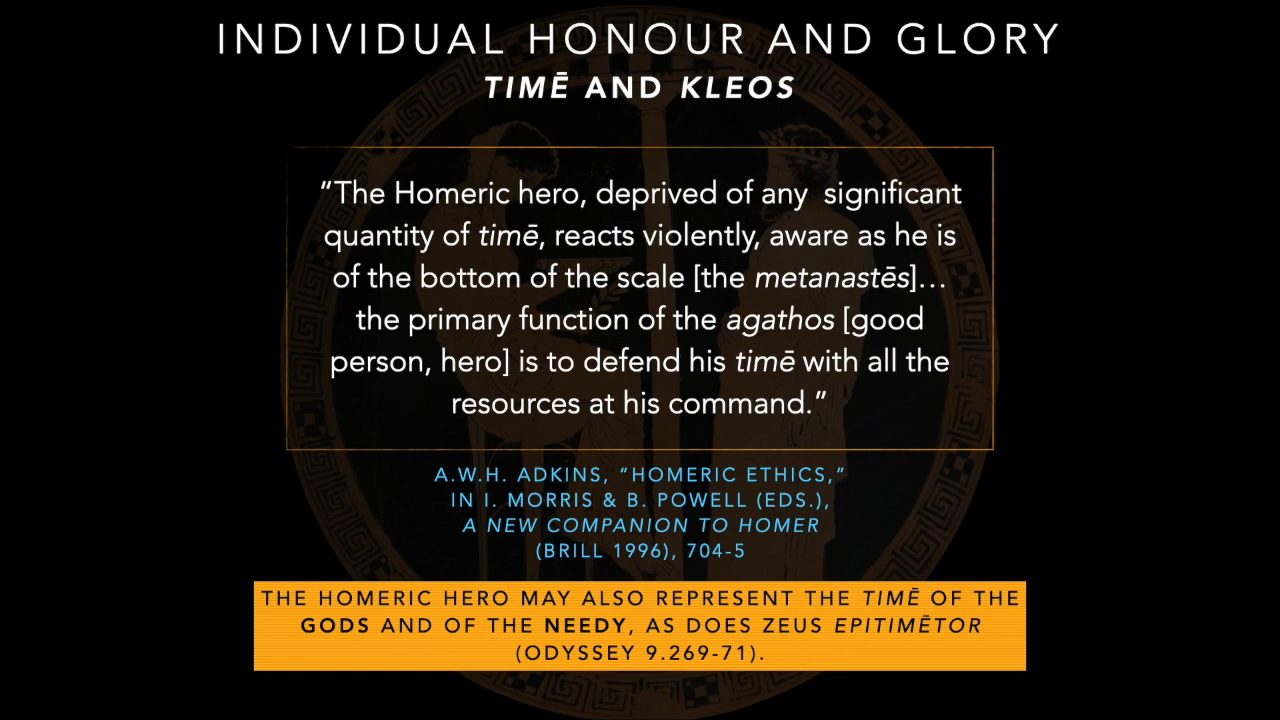 INDIVIDUAL HONOUR AND GLORY
TIMĒ AND KLEOS
“The Homeric hero, deprived of any significant
quantity of timē, reacts violently, aware as he is
of the bottom of the scale [the metanastēs]…
the primary function of the agathos [good
person, hero] is to defend his timē with all the
resources at his command.”
A.W.H. ADKINS, “HOMERIC ETHICS,”
IN I. MORRIS & B. POWELL (EDS.),
A NEW COMPANION TO HOMER
(BRILL 1996), 704-5
THE HOMERIC HERO MAY ALSO REPRESENT THE TIMĒ OF THE
GODS AND OF THE NEEDY, AS DOES ZEUS EPITIMĒTOR
(ODYSSEY 9.269-71).